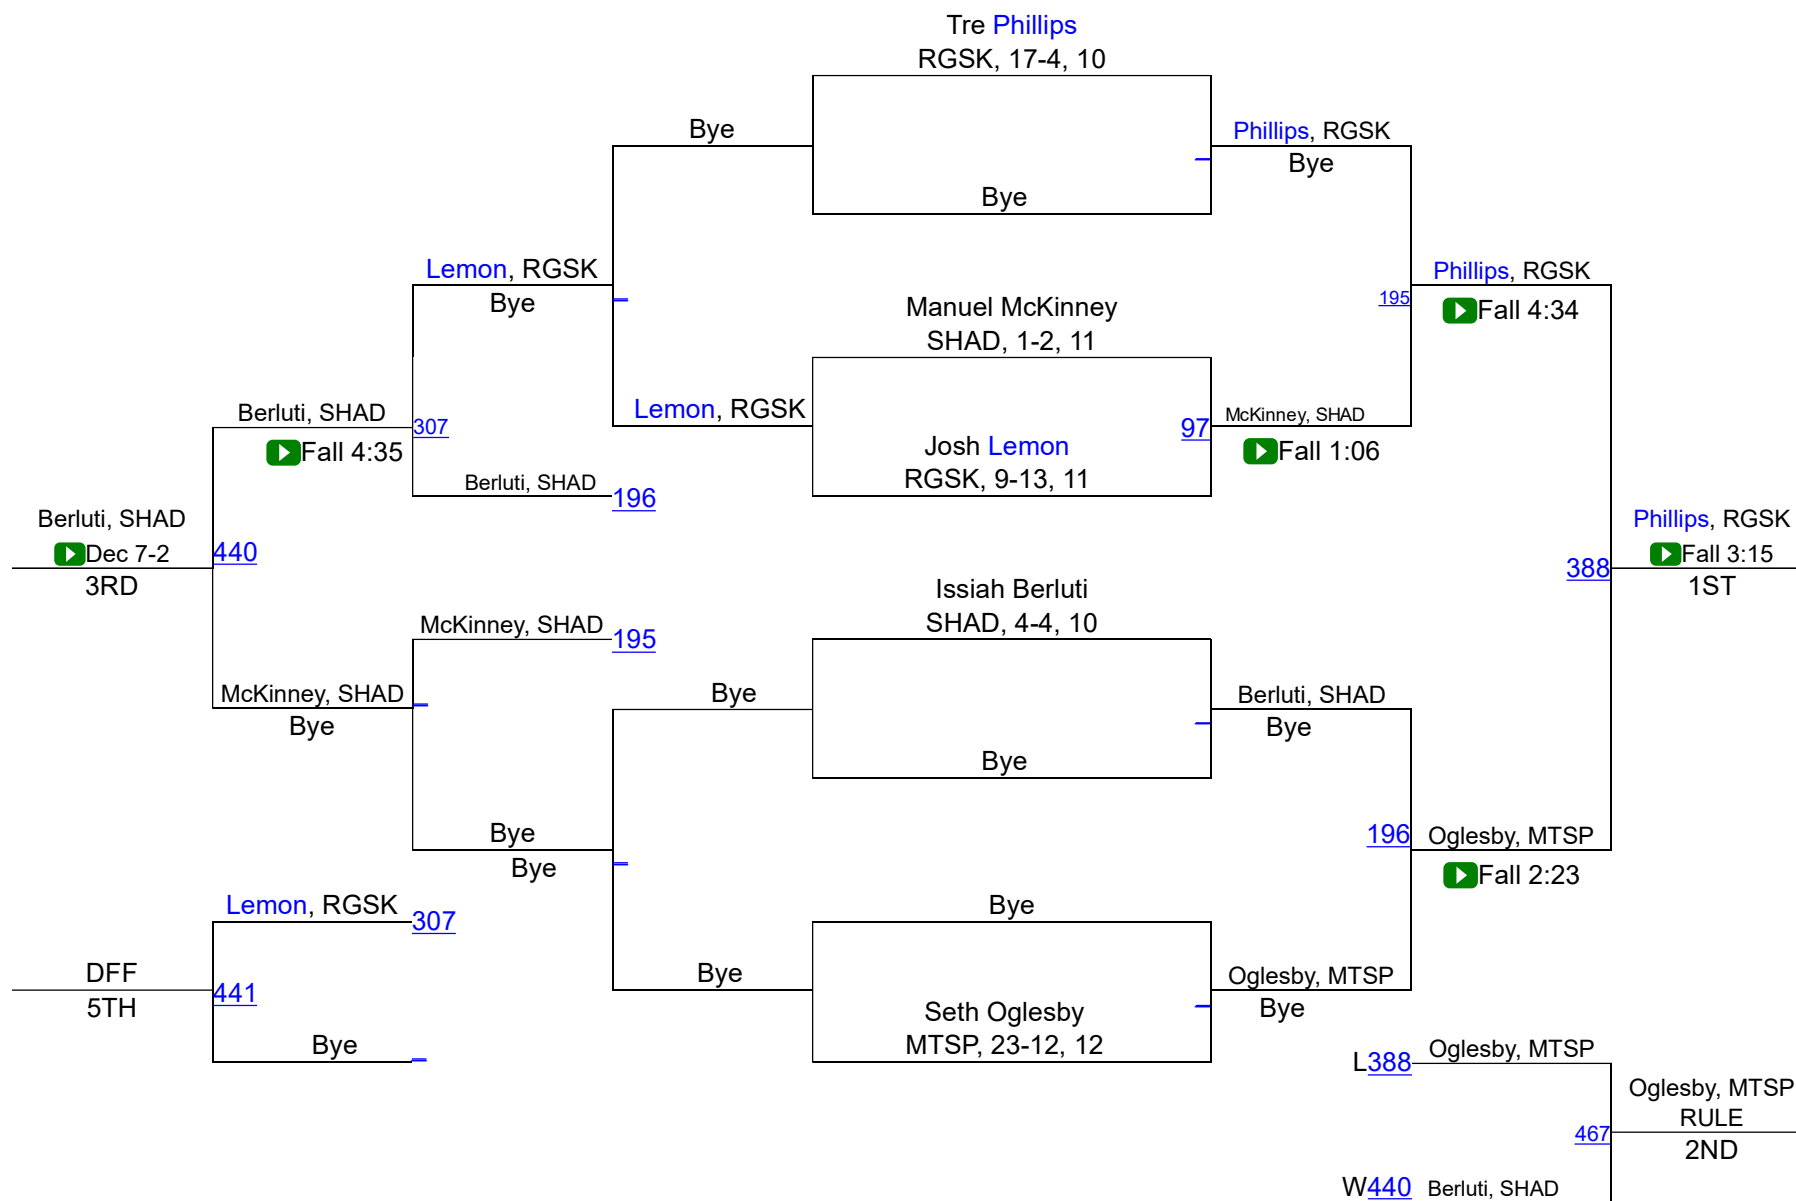 Tre Phillips
RGSK, 17-4, 10
Bye
Phillips, RGSK
Bye
Bye
Lemon, RGSK
Bye
Phillips, RGSK
195
Fall 4:34
Manuel McKinney
SHAD, 1-2, 11
Berluti, SHAD
307
Fall 4:35
Lemon, RGSK
97
McKinney, SHAD
Fall 1:06
Josh Lemon
RGSK, 9-13, 11
Berluti, SHAD
196
Berluti, SHAD
Dec 7-2
440
3RD
Phillips, RGSK
Fall 3:15
388
1ST
Issiah Berluti
SHAD, 4-4, 10
McKinney, SHAD
195
McKinney, SHAD
Bye
Bye
Berluti, SHAD
Bye
Bye
Bye
Bye
196
Oglesby, MTSP
Fall 2:23
Lemon, RGSK
307
Bye
DFF
441
5TH
Bye
Oglesby, MTSP
Bye
Seth Oglesby
MTSP, 23-12, 12
Bye
L388
Oglesby, MTSP
Oglesby, MTSP
RULE
467
2ND
W440
Berluti, SHAD